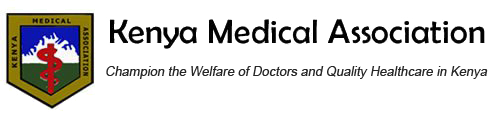 KENYA
MEDICAL
ASSOCIATION
Kenya Medical Association
Champion the Welfare of Doctors and Quality Healthcare in Kenya